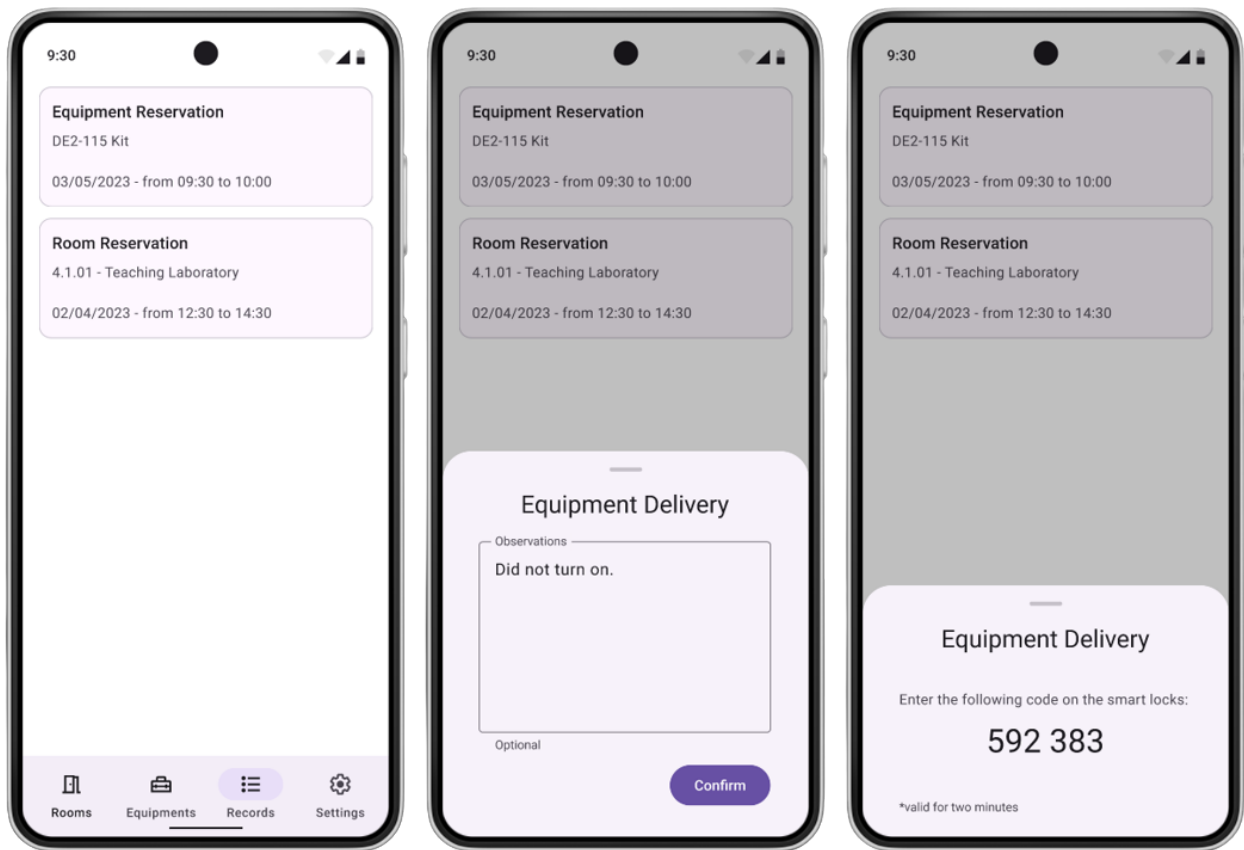 9:30
Equipment Reservation
DE2-115 Kit
03/05/2023 - from 09:30 to 10:00
Room Reservation
4.1.01 - Teaching Laboratory
02/04/2023 - from 12:30 to 14:30
Rooms
Equipments
Records
Settings
9:30
Equipment Reservation
DE2-115 Kit
03/05/2023 - from 09:30 to 10:00
Room Reservation
4.1.01 - Teaching Laboratory
02/04/2023 - from 12:30 to 14:30
Equipment Delivery
Observations
Did not turn on.
Optional
Confirm
9:30
Equipment Reservation
DE2-115 Kit
03/05/2023 - from 09:30 to 10:00
Room Reservation
4.1.01 - Teaching Laboratory
02/04/2023 - from 12:30 to 14:30
Equipment Delivery
Enter the following code on the smart locks:
592 383
*valid for two minutes